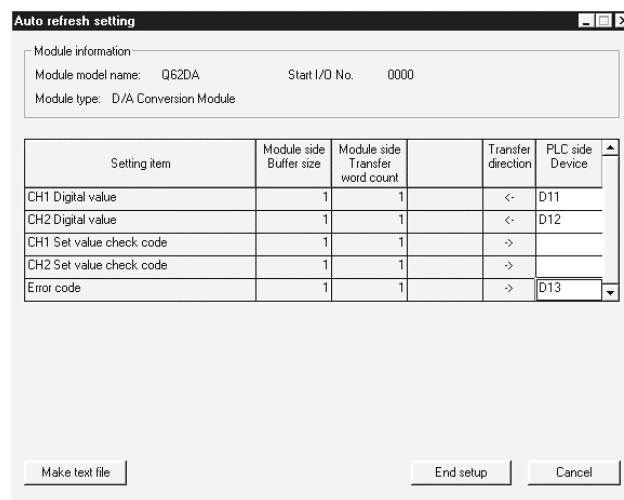 Auto refresh setting
Module information
Module model name: Q62DA Start I/O No. 0000
Module type: D/A Conversion Module
Setting item Module side Buffer size Module side Transfer word count Transfer direction PLC side Device
CH1 Digital value 1 1 <- D11
CH2 Digital value 1 1 <- D12
CH1 Set value check code 1 1 ->
CH2 Set value check code 1 1 ->
Error code 1 1 -> D13
Make text file End setup Cancel